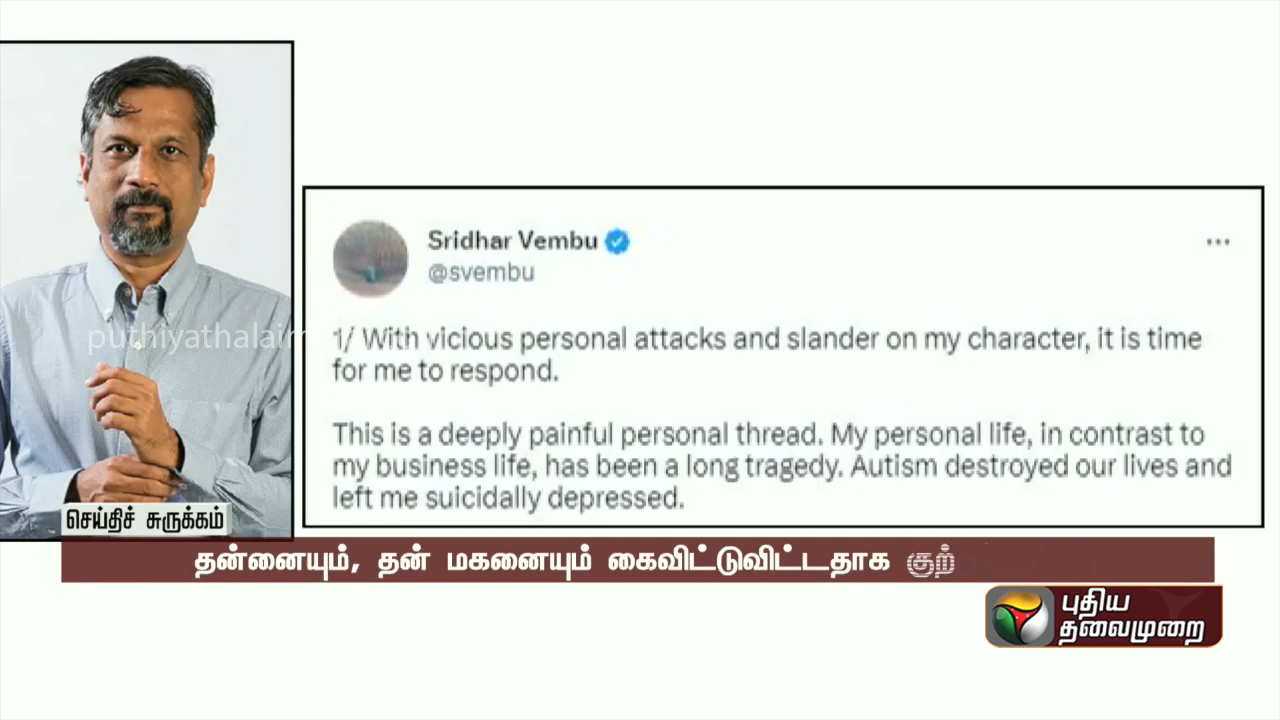 Sridhar Vembu
@svembu
puthiyathalaim
1/ With vicious personal attacks and slander on my character, it is time
for me to respond.
This is a deeply painful personal thread. My personal life, in contrast to
my business life, has been a long tragedy. Autism destroyed our lives and
left me suicidally depressed.
செய்திச் சுருக்கம்
தன்னையும், தன் மகனையும் கைவிட்டுவிட்டதாக குற்
புதிய
தலைமுறை